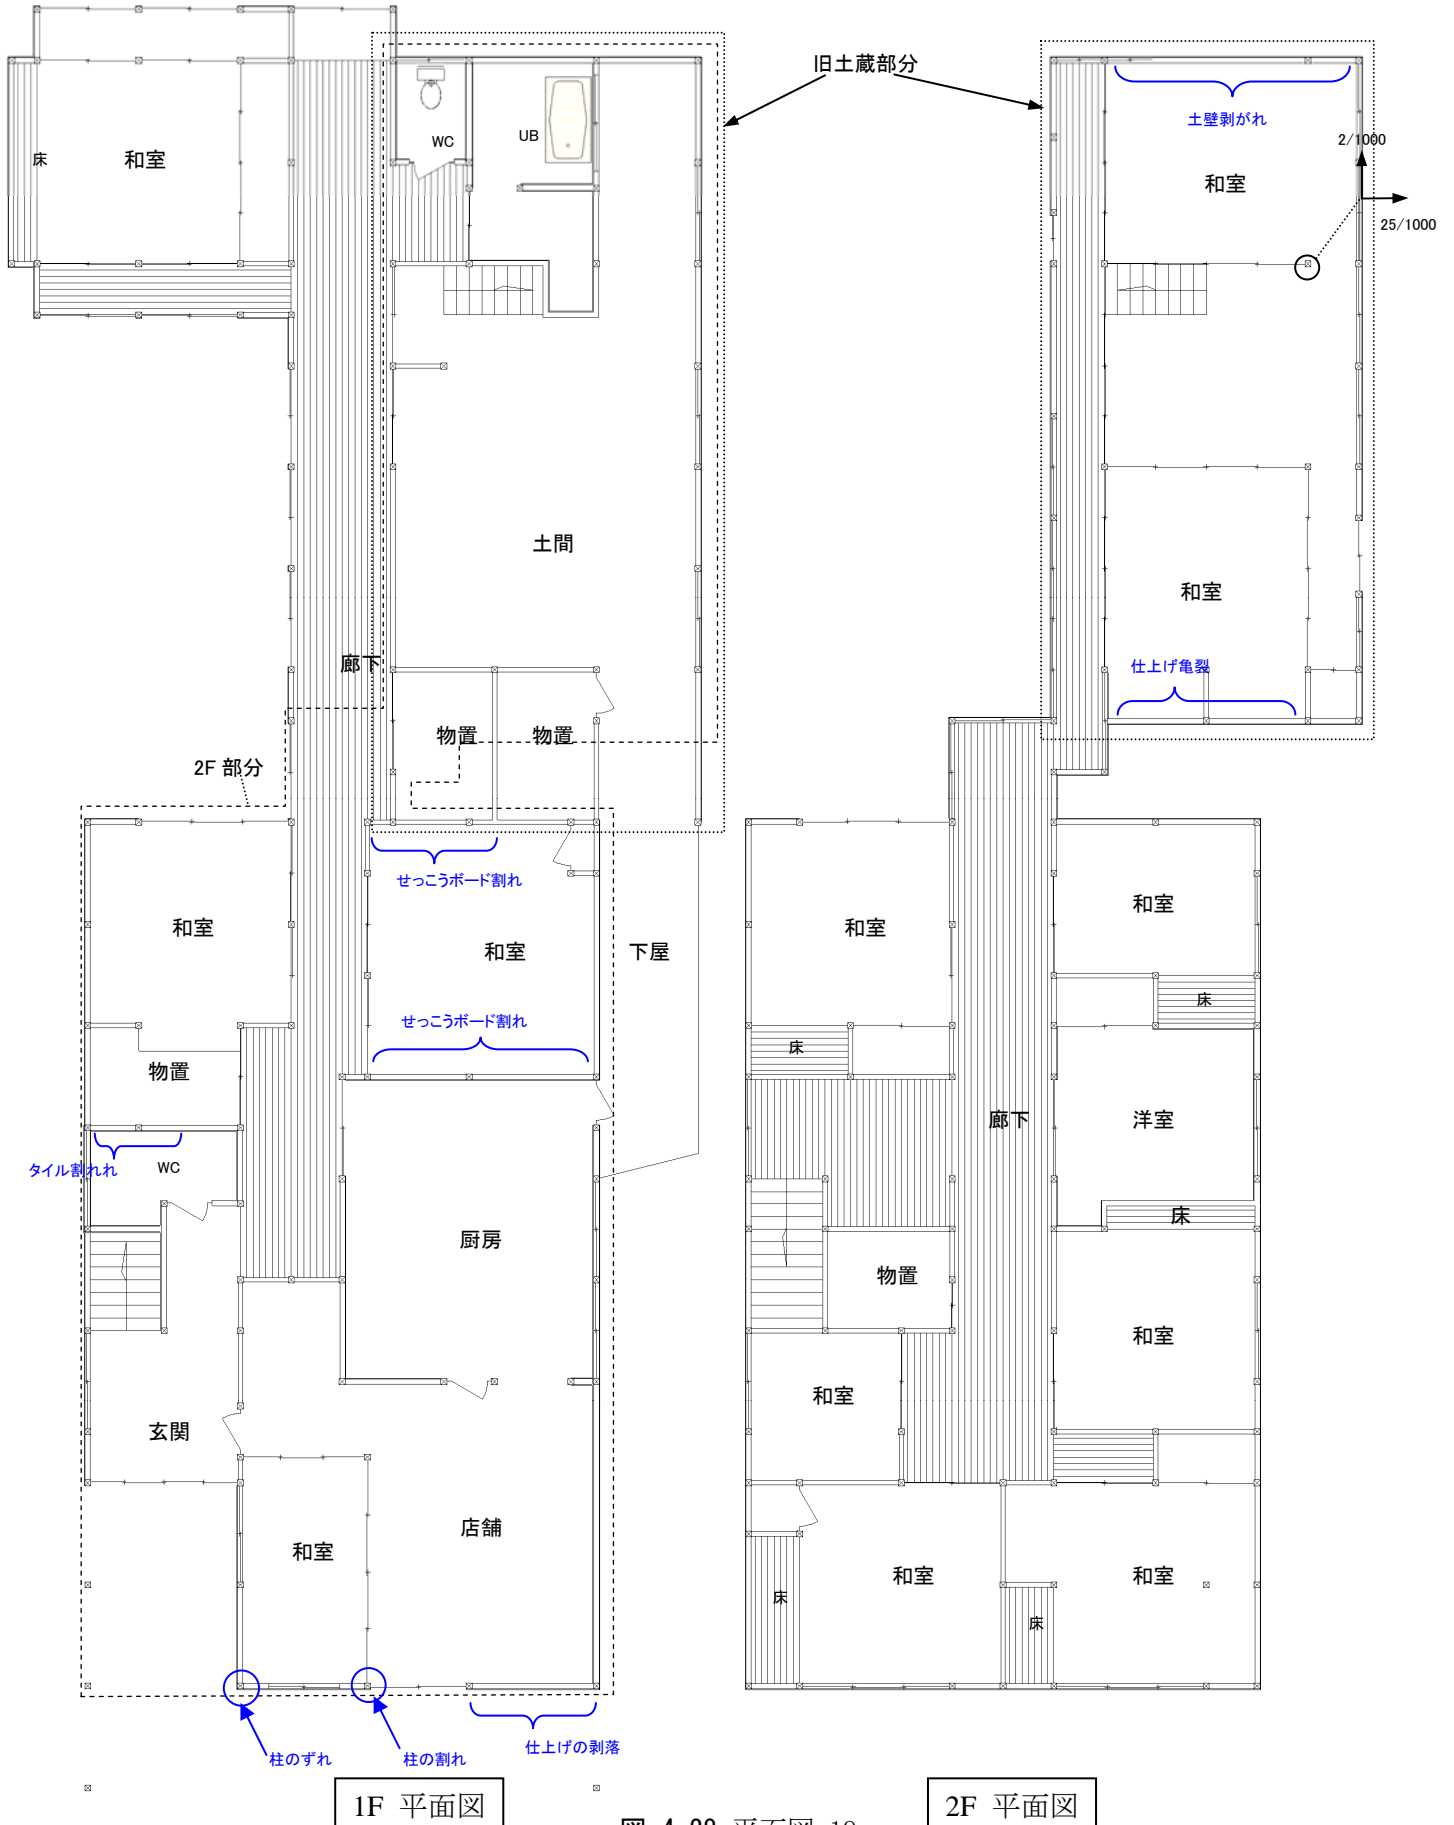 旧土蔵部分
床
和室
WC
UB
土壁剥がれ
2/1000
和室
25/1000
土間
和室
廊下
仕上げ亀裂
物置
物置
2F 部分
せっこうボード割れ
和室
和室
下屋
和室
和室
せっこうボード割れ
床
床
物置
廊下
洋室
タイル割れれ
WC
床
厨房
物置
和室
和室
玄関
店舗
和室
和室
和室
床
床
柱のずれ
柱の割れ
仕上げの剥落
1F 平面図
2F 平面図